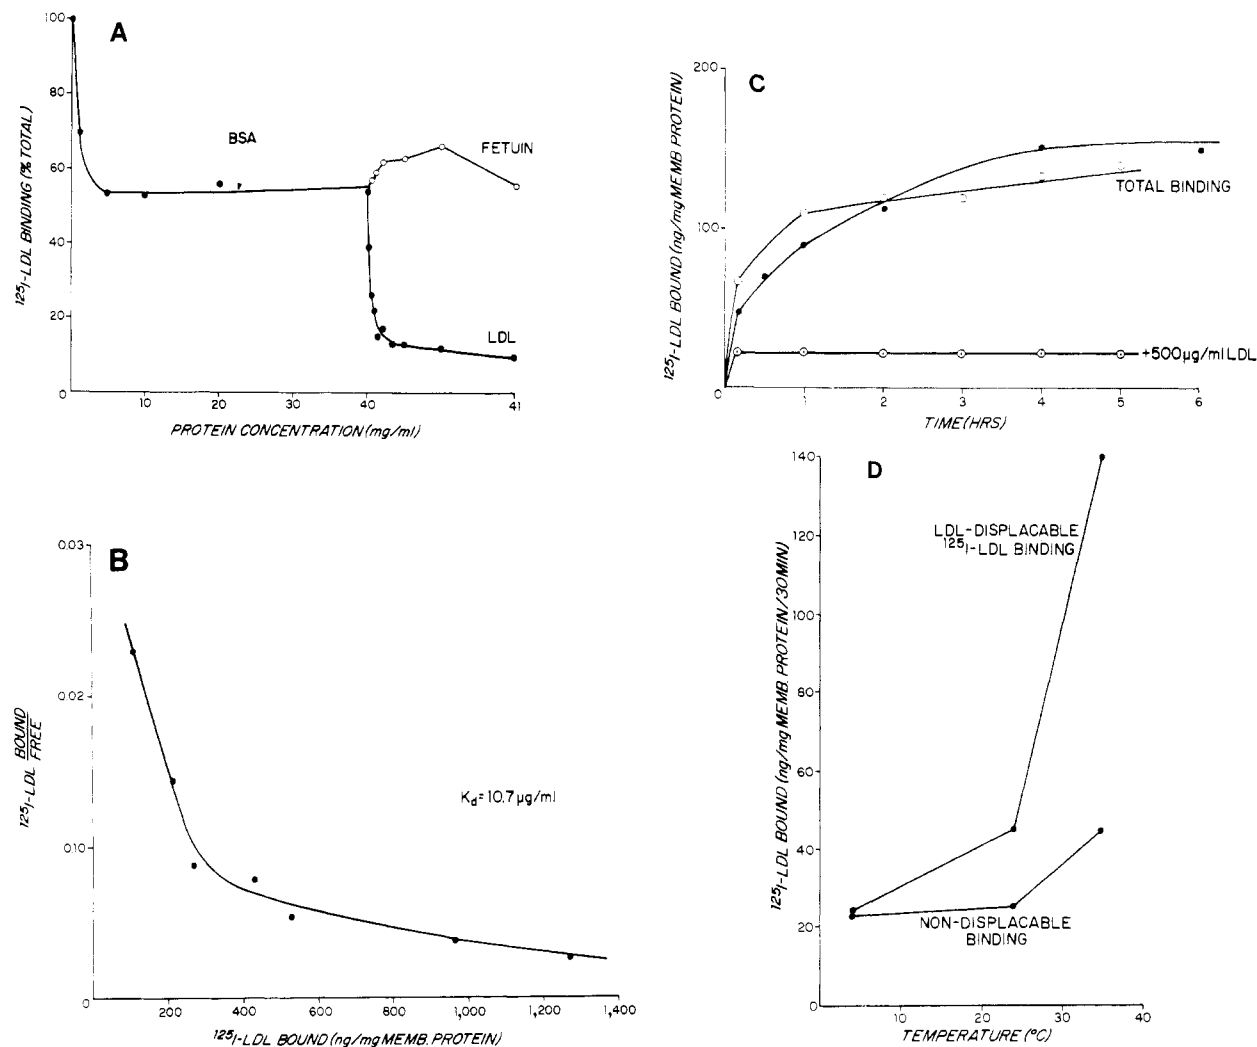 A
100
80
60
40
20
0
¹²⁵I-LDL BINDING (% TOTAL)
BSA
FETUIN
LDL
10
20
30
40
41
PROTEIN CONCENTRATION (mg/ml)
C
200
100
0
¹²⁵I-LDL BOUND (ng/mg MEMB PROTEIN)
TOTAL BINDING
+500µg/ml LDL
1
2
3
4
5
6
TIME (HRS)
B
0.03
0.02
0.10
0
¹²⁵I-LDL BOUND
FREE
Kd=10.7µg/ml
200
400
600
800
1,000
1,200
1,400
¹²⁵I-LDL BOUND (ng/mg MEMB. PROTEIN)
D
140
120
100
80
60
40
20
0
¹²⁵I-LDL BOUND (ng/mg MEMB. PROTEIN/30MIN)
LDL-DISPLACABLE
¹²⁵I-LDL BINDING
NON-DISPLACABLE
BINDING
10
20
30
40
TEMPERATURE (°C)